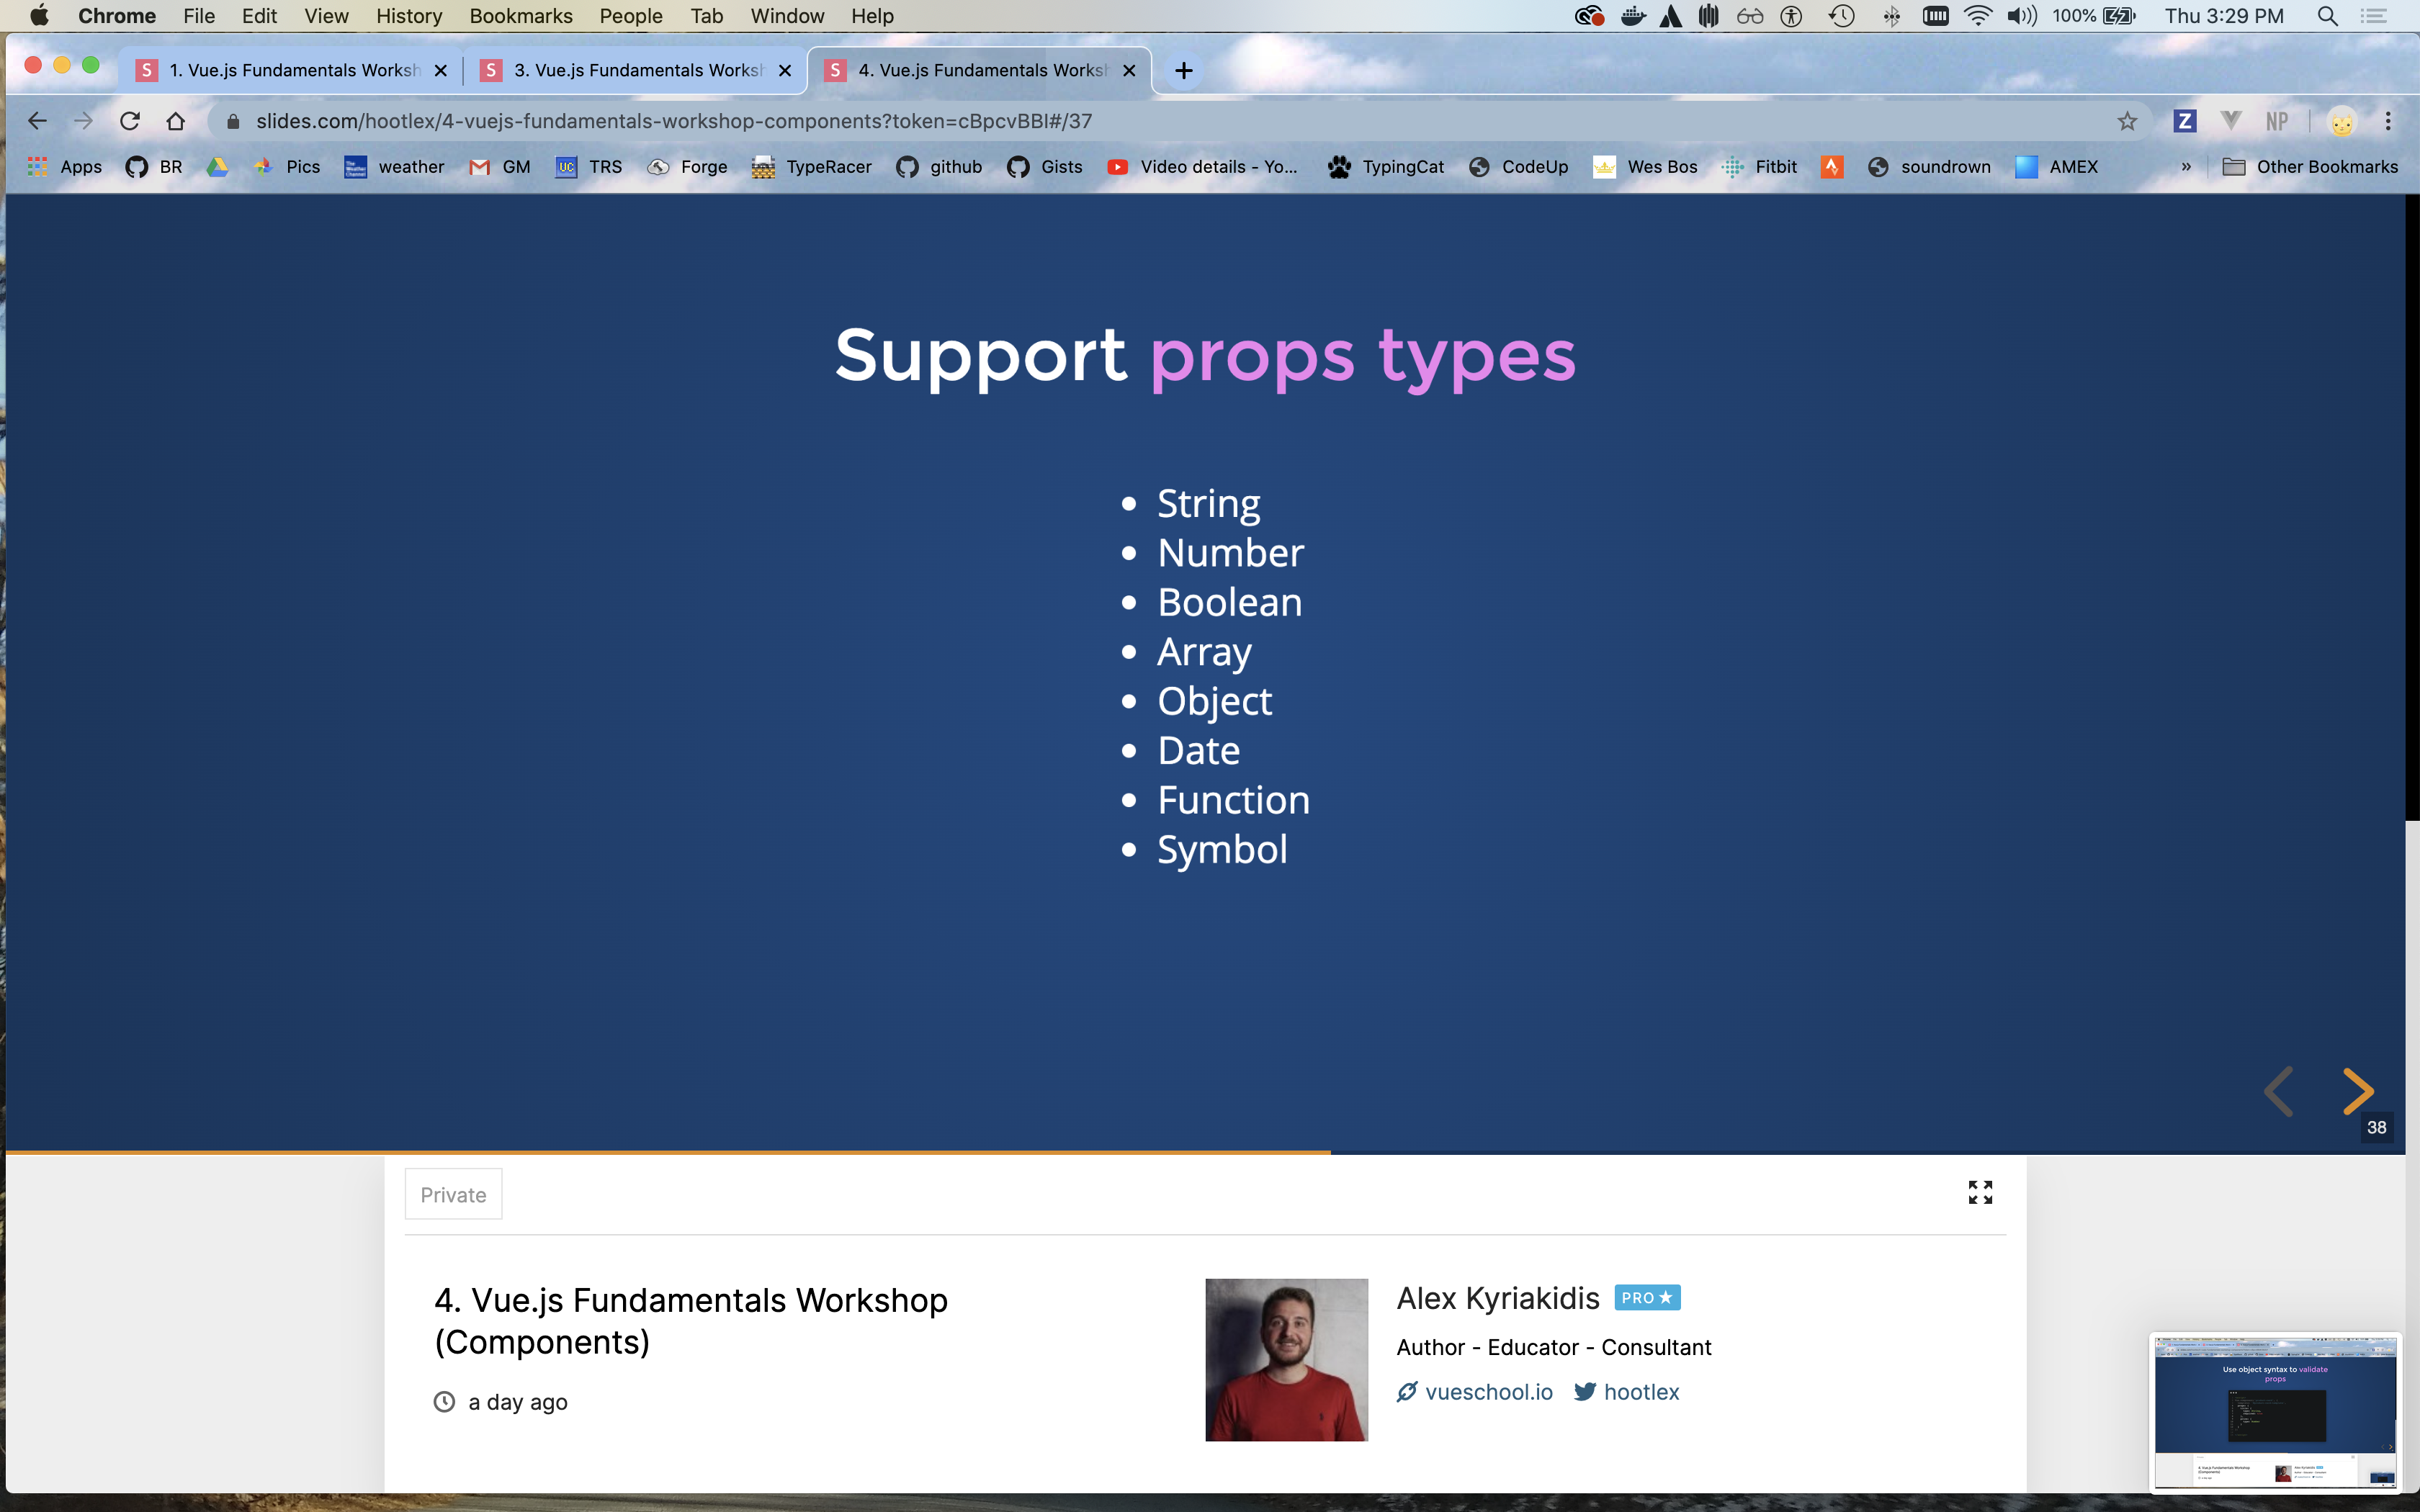 Chrome File Edit View History Bookmarks People Tab Window Help 100% Thu 3:29 PM
S 1. Vue.js Fundamentals Worksh S 3. Vue.js Fundamentals Worksh S 4. Vue.js Fundamentals Worksh
slides.com/hootlex/4-vuejs-fundamentals-workshop-components?token=cBpcvBBI#/37 Z NP
Apps BR Pics weather GM UC TRS Forge TypeRacer github Gists Video details - Yo... TypingCat CodeUp Wes Bos Fitbit soundrown AMEX » Other Bookmarks
Support props types
String
Number
Boolean
Array
Object
Date
Function
Symbol
38
Private
4. Vue.js Fundamentals Workshop
(Components)
a day ago
Alex Kyriakidis PRO
Author - Educator - Consultant
vueschool.io hootlex
Use object syntax to validate
props